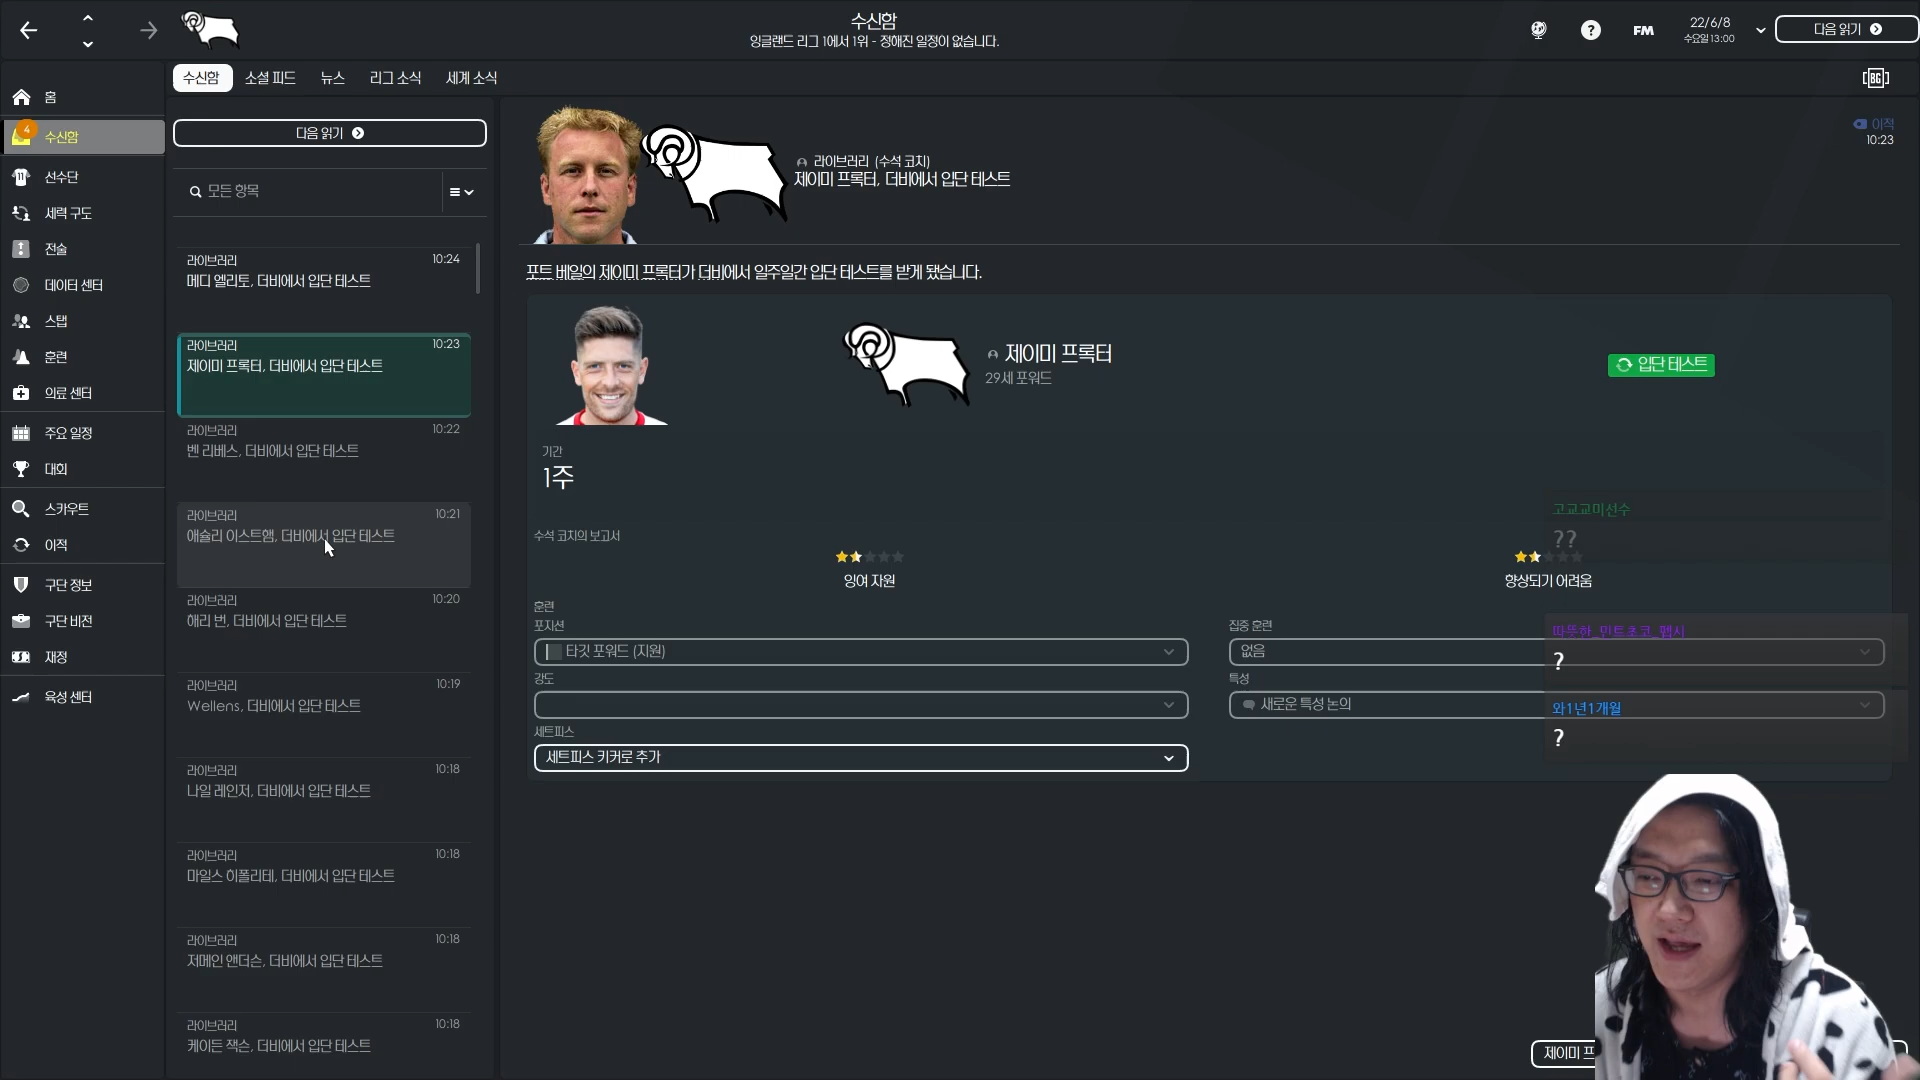 수신함
잉글랜드 리그 1에서 1위 - 정해진 일정이 없습니다.
FM
22/6/8
수요일 13:00
다음 읽기
수신함
소셜 피드
뉴스
리그 소식
세계 소식
BG
홈
4
수신함
선수단
세력 구도
전술
데이터 센터
스탭
훈련
의료 센터
주요 일정
대회
스카우트
이적
구단 정보
구단 비전
재정
육성 센터
다음 읽기
모든 항목
라이브러리
10:24
메디 엘리토, 더비에서 입단 테스트
라이브러리
10:23
제이미 프록터, 더비에서 입단 테스트
라이브러리
10:22
벤 리베스, 더비에서 입단 테스트
라이브러리
10:21
애슐리 이스트햄, 더비에서 입단 테스트
라이브러리
10:20
해리 번, 더비에서 입단 테스트
라이브러리
10:19
Wellens, 더비에서 입단 테스트
라이브러리
10:18
나일 레인저, 더비에서 입단 테스트
라이브러리
10:18
마일스 히폴리테, 더비에서 입단 테스트
라이브러리
10:18
저메인 앤더슨, 더비에서 입단 테스트
라이브러리
10:18
케이든 잭슨, 더비에서 입단 테스트
라이브러리 (수석 코치)
제이미 프록터, 더비에서 입단 테스트
이적
10:23
포트 베일의 제이미 프록터가 더비에서 일주일간 입단 테스트를 받게 됐습니다.
제이미 프록터
29세 포워드
입단 테스트
기간
1주
수석 코치의 보고서
잉여 자원
향상되기 어려움
훈련
포지션
타깃 포워드 (지원)
집중 훈련
없음
강도
특성
새로운 특성 논의
세트피스
세트피스 키커로 추가
고교교미선수
??
따뜻한_민트초코_펩시
?
와1년1개월
?
제이미 프